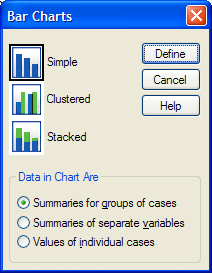 Bar Charts
Simple
Define
Cancel
Clustered
Help
Stacked
Data in Chart Are
Summaries for groups of cases
Summaries of separate variables
Values of individual cases